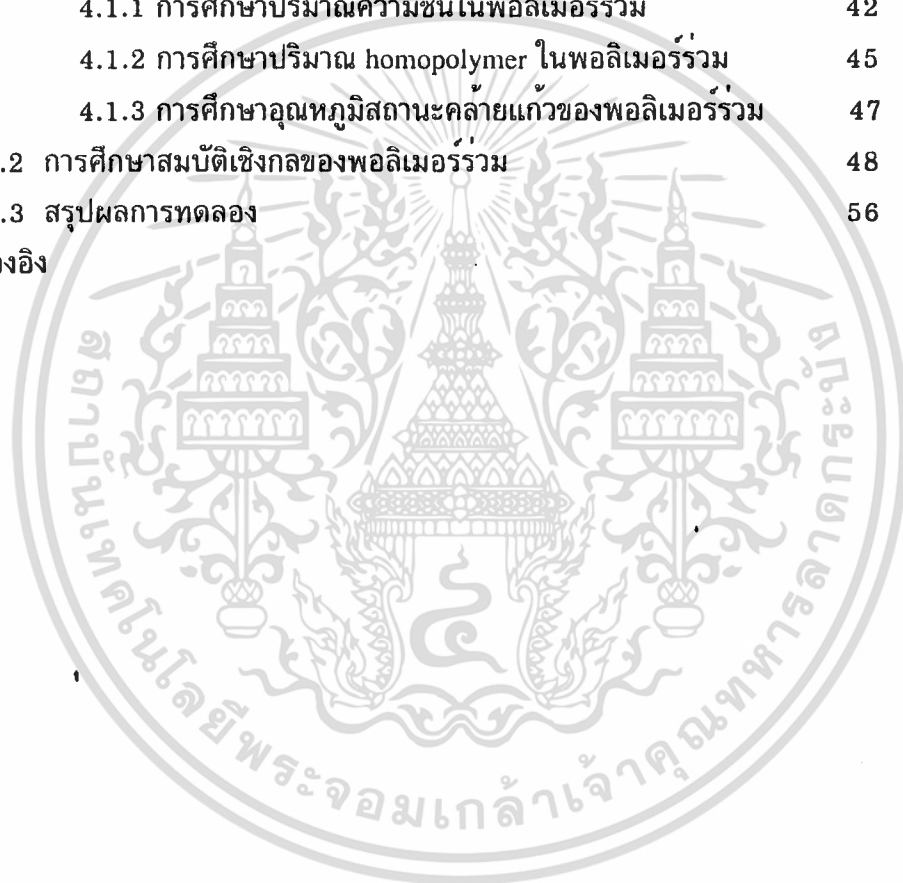 4.1.1 การศึกษาปริมาณความชื้นในพอลิเมอร์ร่วม 42
4.1.2 การศึกษาปริมาณ homopolymer ในพอลิเมอร์ร่วม 45
4.1.3 การศึกษาอุณหภูมิสถานะคล้ายแก้วของพอลิเมอร์ร่วม 47
.2 การศึกษาสมบัติเชิงกลของพอลิเมอร์ร่วม 48
.3 สรุปผลการทดลอง 56
งอิง
สถาบันเทคโนโลยีพระจอมเกล้าเจ้าคุณทหารลาดกระบัง